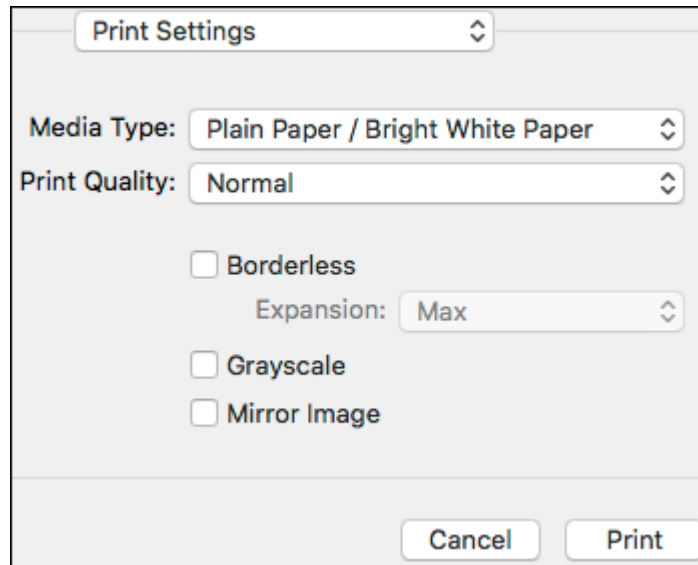 Print Settings
Media Type: Plain Paper / Bright White Paper
Print Quality: Normal
Borderless
Expansion: Max
Grayscale
Mirror Image
Cancel Print